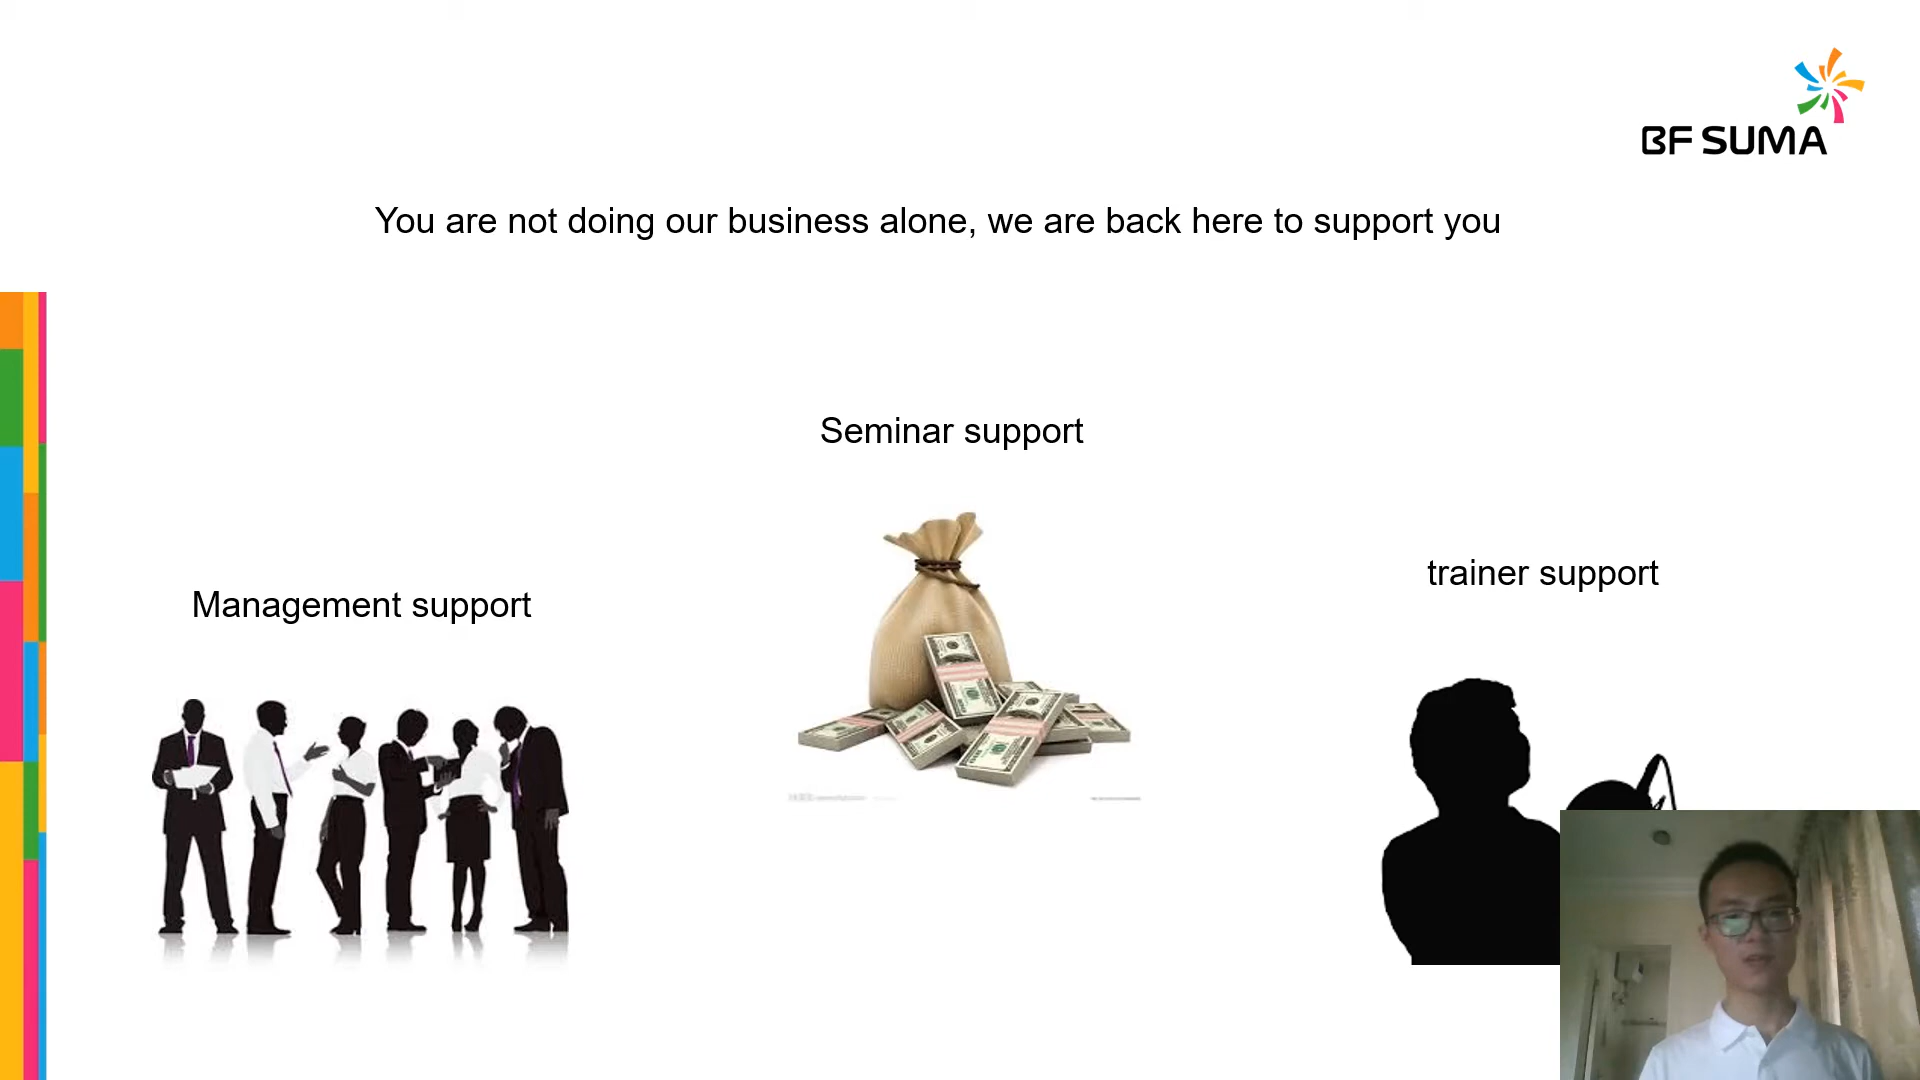 BF SUMA
You are not doing our business alone, we are back here to support you
Seminar support
trainer support
Management support